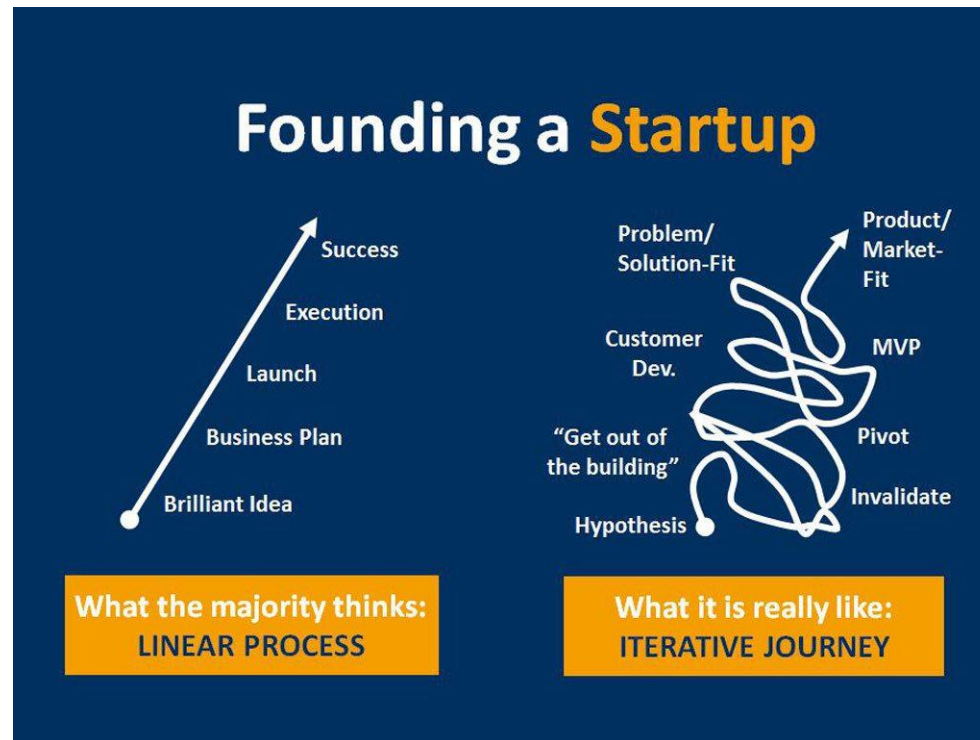 Founding a Startup
Success
Execution
Launch
Business Plan
Brilliant Idea
What the majority thinks:
LINEAR PROCESS
Problem/
Solution-Fit
Product/
Market-
Fit
Customer
Dev.
MVP
“Get out of
the building”
Pivot
Invalidate
Hypothesis
What it is really like:
ITERATIVE JOURNEY